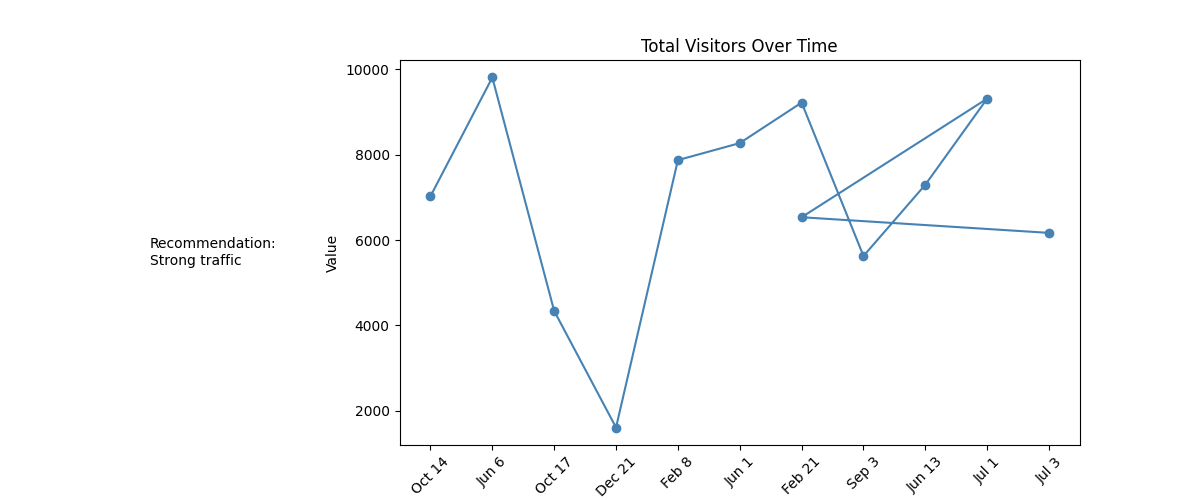 Total Visitors Over Time
10000
8000
6000
4000
2000
Value
Recommendation:
Strong traffic
Oct 14
Jun 6
Oct 17
Dec 21
Feb 8
Jun 1
Feb 21
Sep 3
Jun 13
Jul 1
Jul 3